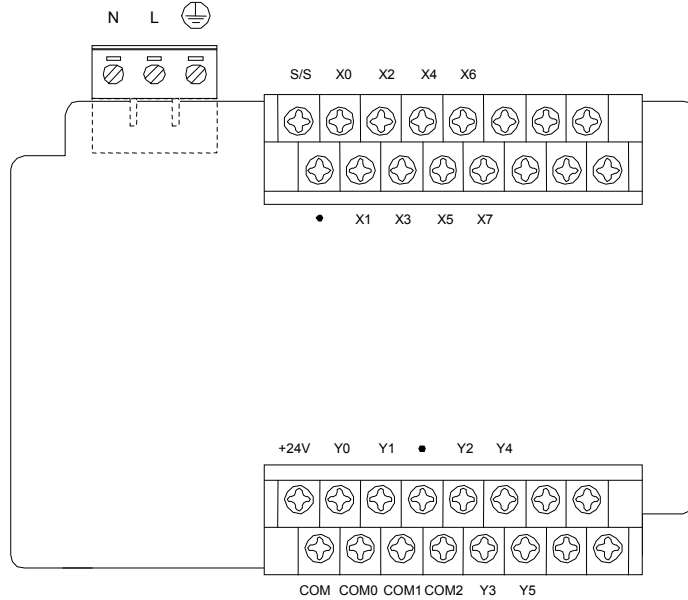 N L
S/S X0 X2 X4 X6
• X1 X3 X5 X7
+24V Y0 Y1 • Y2 Y4
COM COM0 COM1 COM2 Y3 Y5